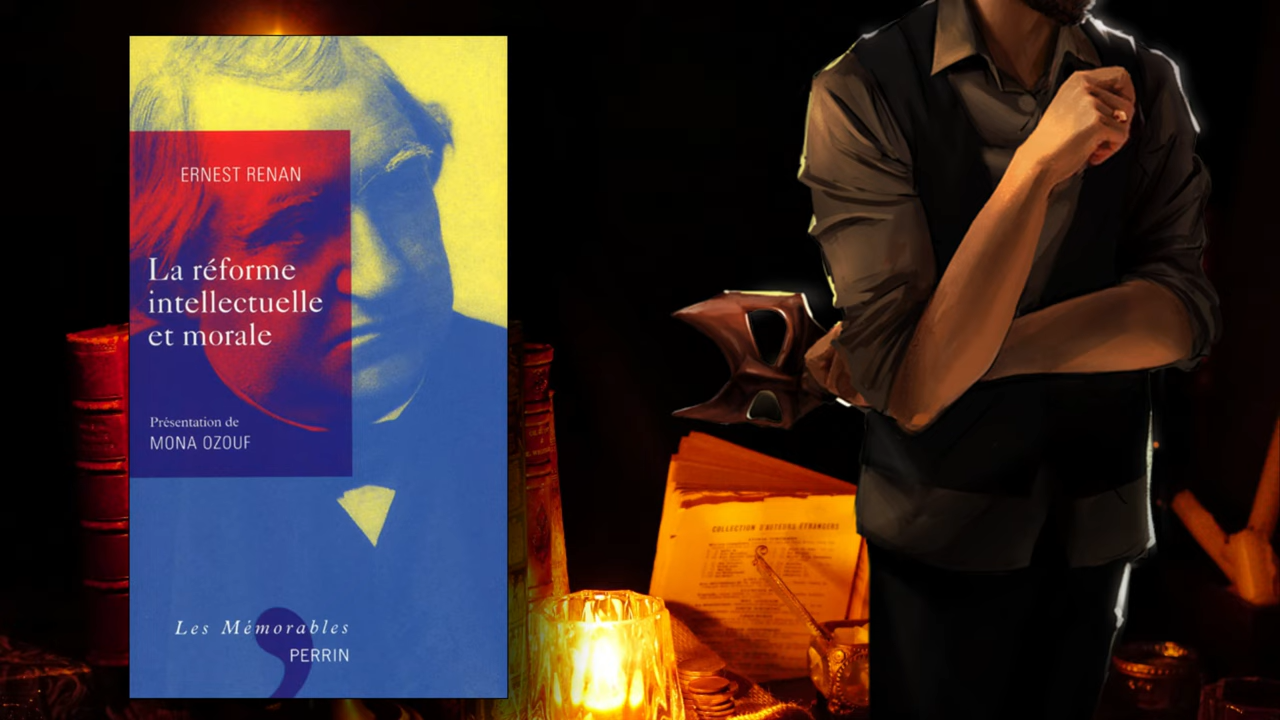 ERNEST RENAN
La réforme
intellectuelle
et morale
Présentation de
MONA OZOUF
Les Mémorables
PERRIN
COLLECTION D'AUTEURS ÉTRANGERS